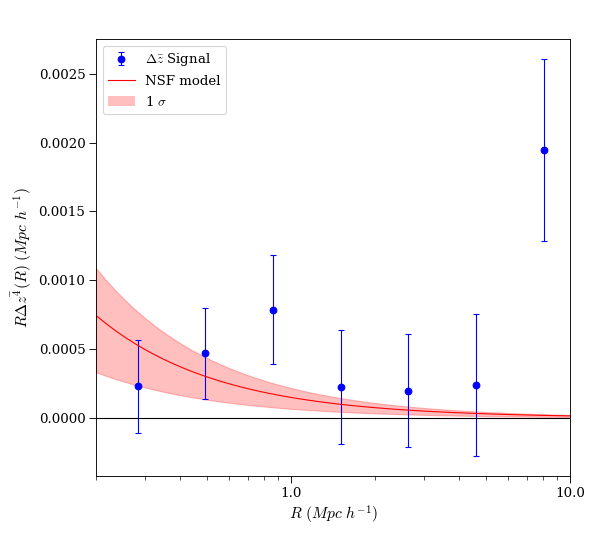 Δz̄ Signal
NSF model
1 σ
0.0025
0.0020
0.0015
0.0010
0.0005
0.0000
RΔz̄⁴(R) (Mpc h⁻¹)
1.0
10.0
R (Mpc h⁻¹)